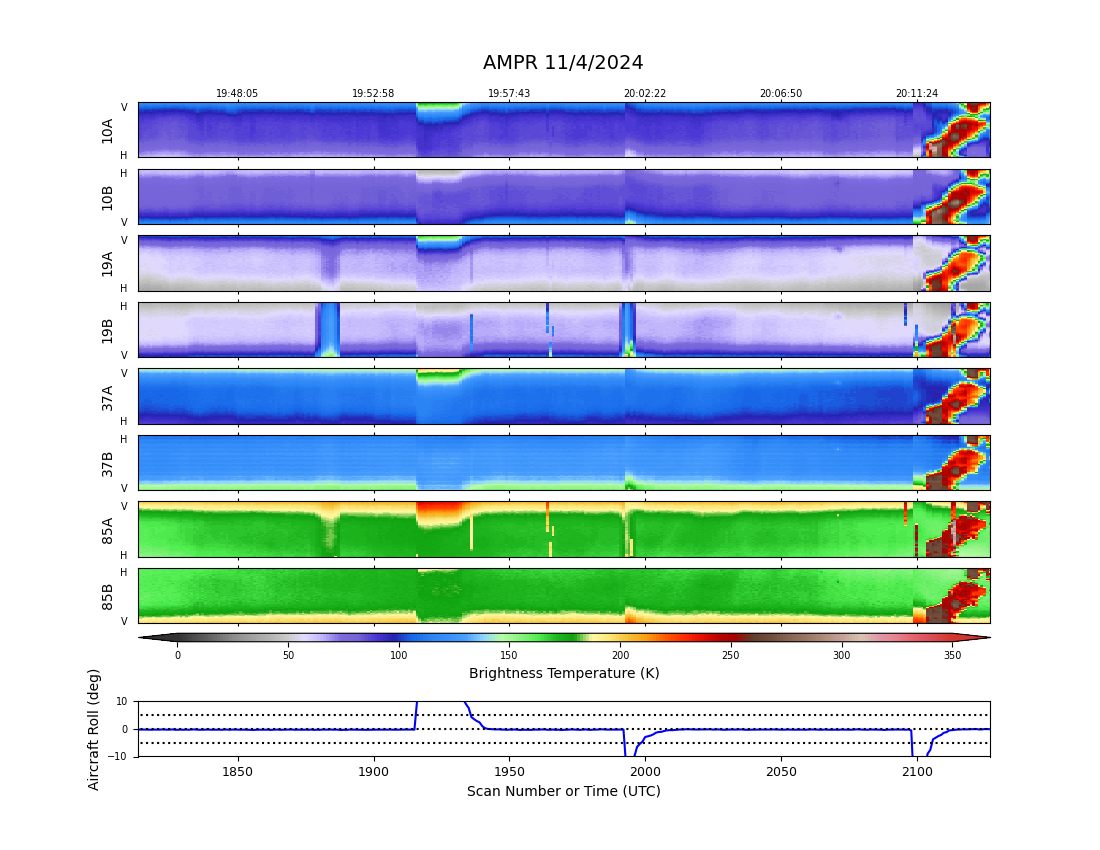 AMPR 11/4/2024
19:48:05 19:52:58 19:57:43 20:02:22 20:06:50 20:11:24
V
10A
H
H
10B
V
V
19A
H
H
19B
V
V
37A
H
H
37B
V
V
85A
H
H
85B
V
0 50 100 150 200 250 300 350
Brightness Temperature (K)
Aircraft Roll (deg)
10
0
−10
1850 1900 1950 2000 2050 2100
Scan Number or Time (UTC)